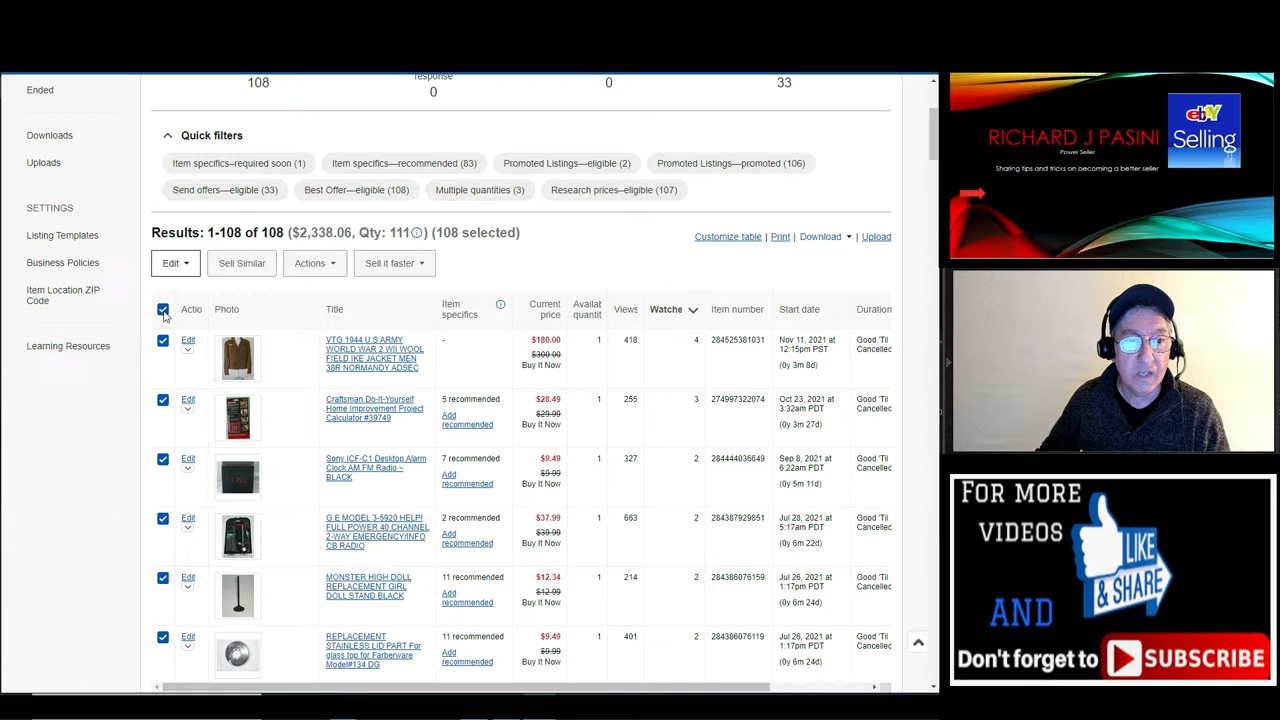 response
108
0
0
33
Ended
Downloads
Uploads
SETTINGS
Listing Templates
Business Policies
Item Location ZIP
Code
Learning Resources
Quick filters
Item specifics–required soon (1)
Item specifics—recommended (83)
Promoted Listings—eligible (2)
Promoted Listings—promoted (106)
Send offers—eligible (33)
Best Offer—eligible (108)
Multiple quantities (3)
Research prices–eligible (107)
Results: 1-108 of 108 ($2,338.06, Qty: 111) (108 selected)
Customize table | Print | Download | Upload
Edit
Sell Similar
Actions
Sell it faster
Actio
Photo
Title
Item
specifics
Current
price
Availat
quantit
Views
Watche
Item number
Start date
Duration
Edit
VTG 1944 U.S ARMY
WORLD WAR 2 WII WOOL
FIELD IKE JACKET MEN
38R NORMANDY ADSEC
-
$180.00
$300.00
Buy It Now
1
418
4
284525381031
Nov 11, 2021 at
12:15pm PST
(0y 3m 8d)
Good 'Til
Cancelled
Edit
Craftsman Do-It-Yourself
Home Improvement Project
Calculator #39749
5 recommended
Add
recommended
$28.49
$29.99
Buy It Now
1
255
3
274997322074
Oct 23, 2021 at
3:32am PDT
(0y 3m 27d)
Good 'Til
Cancelled
Edit
Sony ICF-C1 Desktop Alarm
Clock AM FM Radio ~
BLACK
7 recommended
Add
recommended
$9.49
$9.99
Buy It Now
1
327
2
284444036649
Sep 8, 2021 at
6:22am PDT
(0y 5m 11d)
Good 'Til
Cancelled
Edit
G E MODEL 3-5920 HELP!
FULL POWER 40 CHANNEL
2-WAY EMERGENCY/INFO
CB RADIO
2 recommended
Add
recommended
$37.99
$39.99
Buy It Now
1
663
2
284387929851
Jul 28, 2021 at
5:17am PDT
(0y 6m 22d)
Good 'Til
Cancelled
Edit
MONSTER HIGH DOLL
REPLACEMENT GIRL
DOLL STAND BLACK
11 recommended
Add
recommended
$12.34
$12.99
Buy It Now
1
214
2
284386076159
Jul 26, 2021 at
1:17pm PDT
(0y 6m 24d)
Good 'Til
Cancelled
Edit
REPLACEMENT
STAINLESS LID PART For
glass top for Farberware
Model#134 DG
11 recommended
Add
recommended
$9.49
$9.99
Buy It Now
1
401
2
284386076119
Jul 26, 2021 at
1:17pm PDT
(0y 6m 24d)
Good 'Til
Cancelled
RICHARD J PASINI
Power Seller
Sharing tips and tricks on becoming a better seller
ebay
Selling
FOR MORE
VIDEOS
AND
LIKE
& SHARE
Don't forget to
SUBSCRIBE